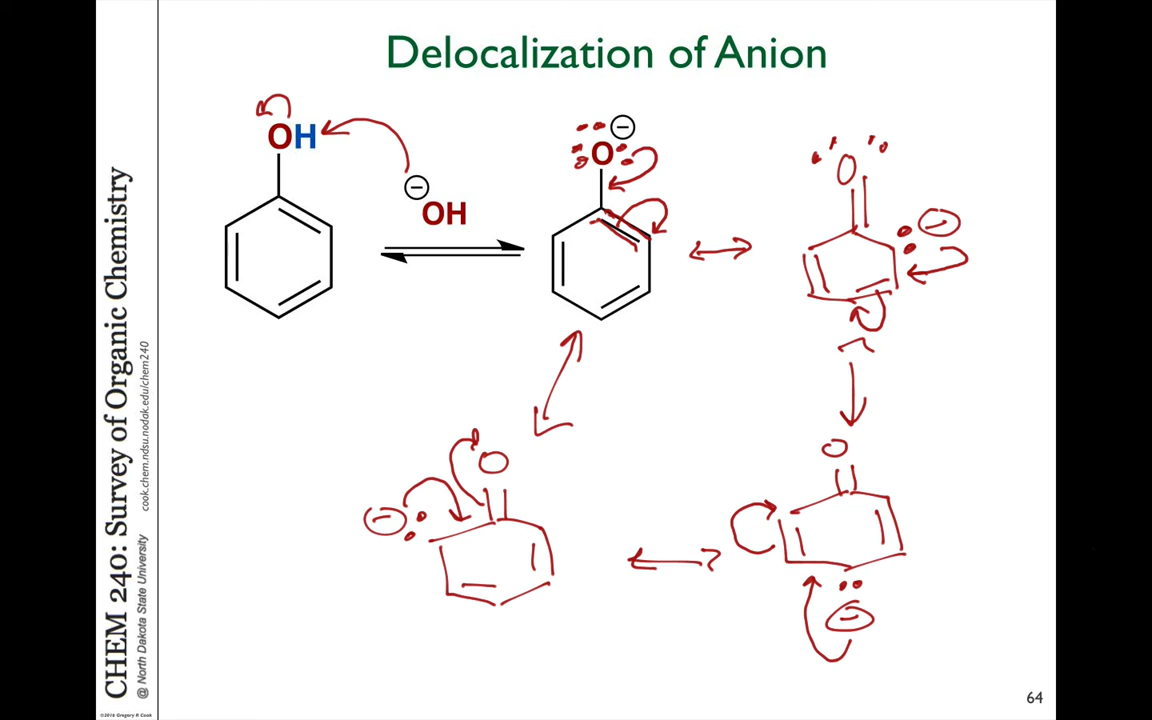 Delocalization of Anion
OH
⊖
OH
⊖
O
O
⊖
O
⊖
O
⊖
CHEM 240: Survey of Organic Chemistry
@ North Dakota State University cook.chem.ndsu.nodak.edu/chem240
©2016 Gregory R Cook
64